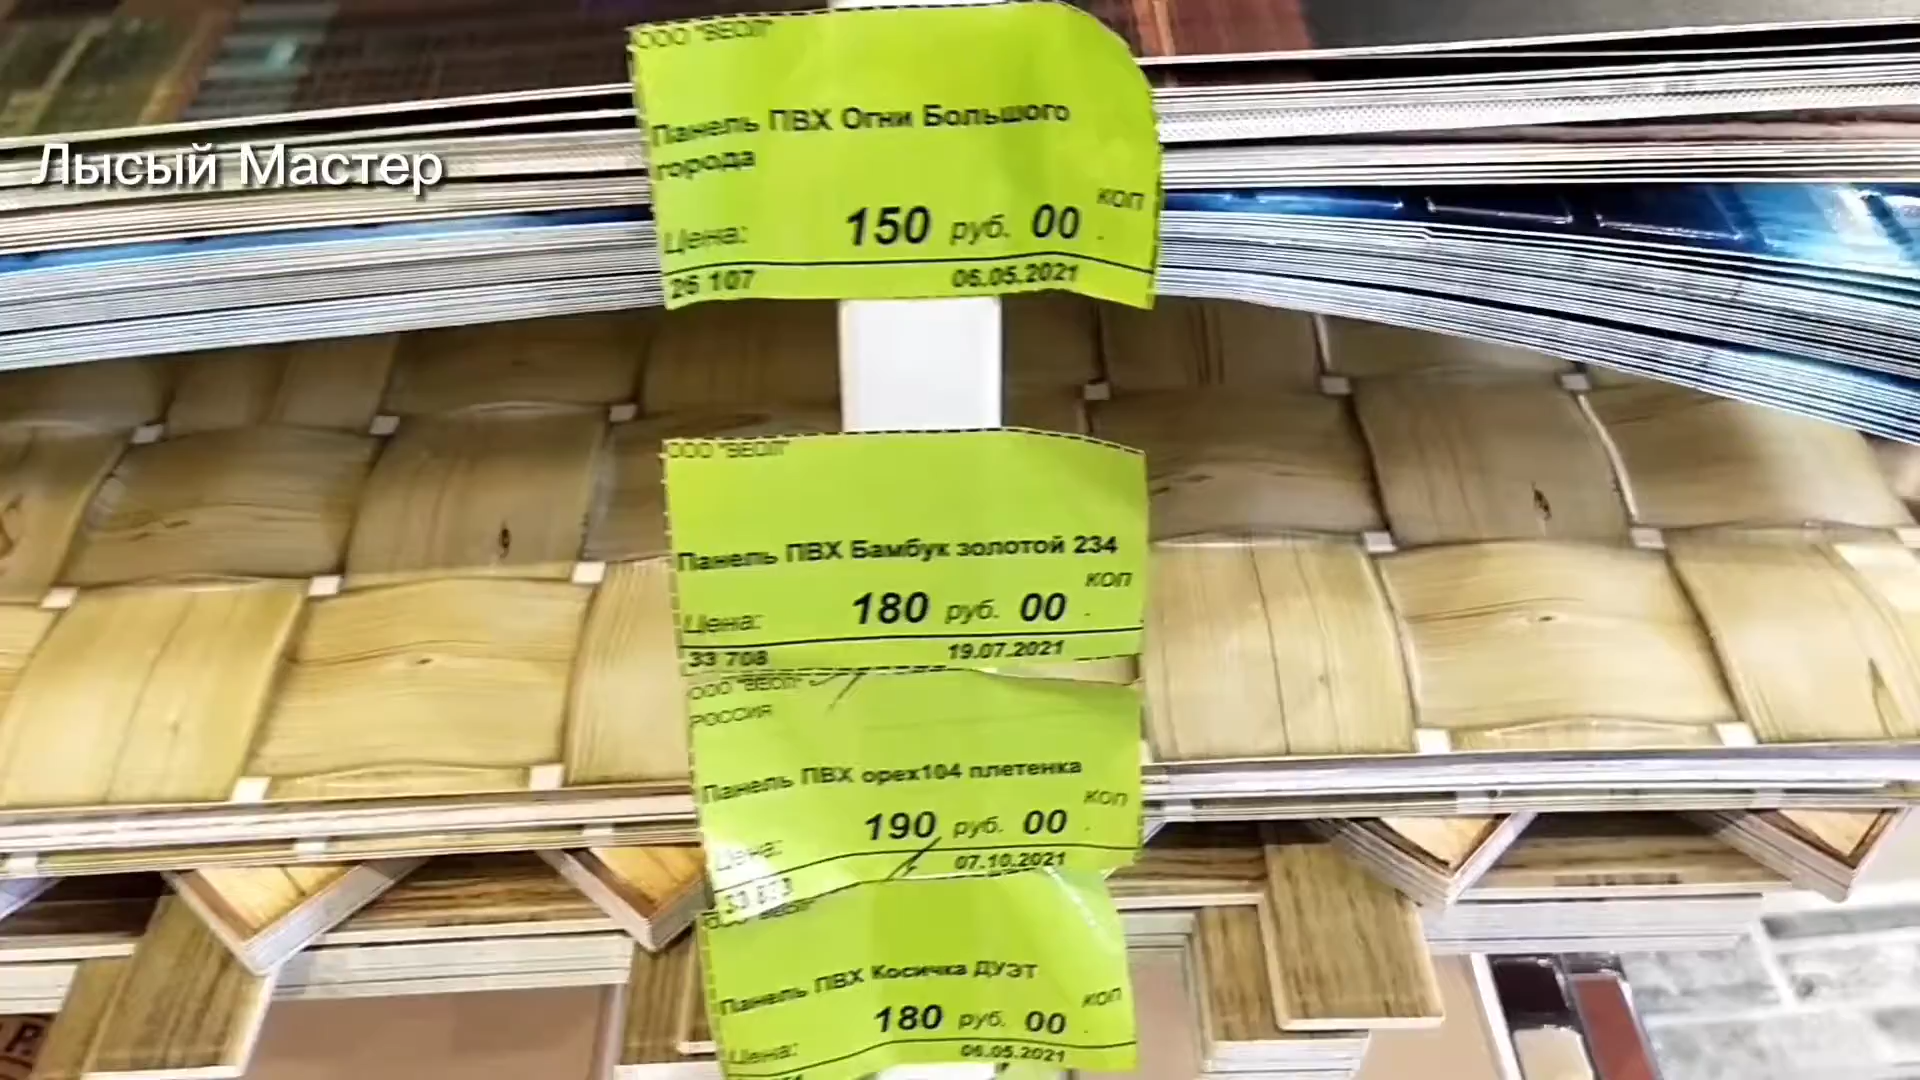 Лысый Мастер
ООО "ВЕОЛ"
Панель ПВХ Огни Большого
города
коп
Цена: 150 руб. 00 .
26 107 06.05.2021
ООО "ВЕОЛ"
Панель ПВХ Бамбук золотой 234
коп
Цена: 180 руб. 00 .
33 708 19.07.2021
ООО "ВЕОЛ"
РОССИЯ
Панель ПВХ орех104 плетенка
коп
Цена: 190 руб. 00 .
07.10.2021
Панель ПВХ Косичка ДУЭТ
коп
Цена: 180 руб. 00 .
06.05.2021